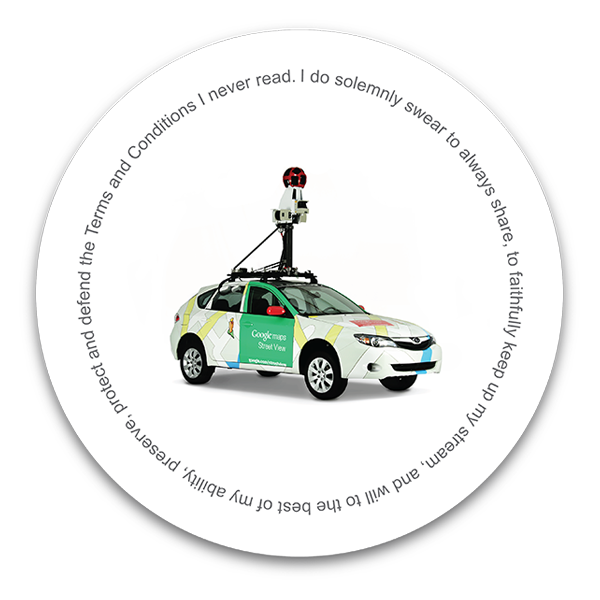 I do solemnly swear to always share, to faithfully keep up my stream, and will to the best of my ability, preserve, protect and defend the Terms and Conditions I never read.
Google maps
Street View